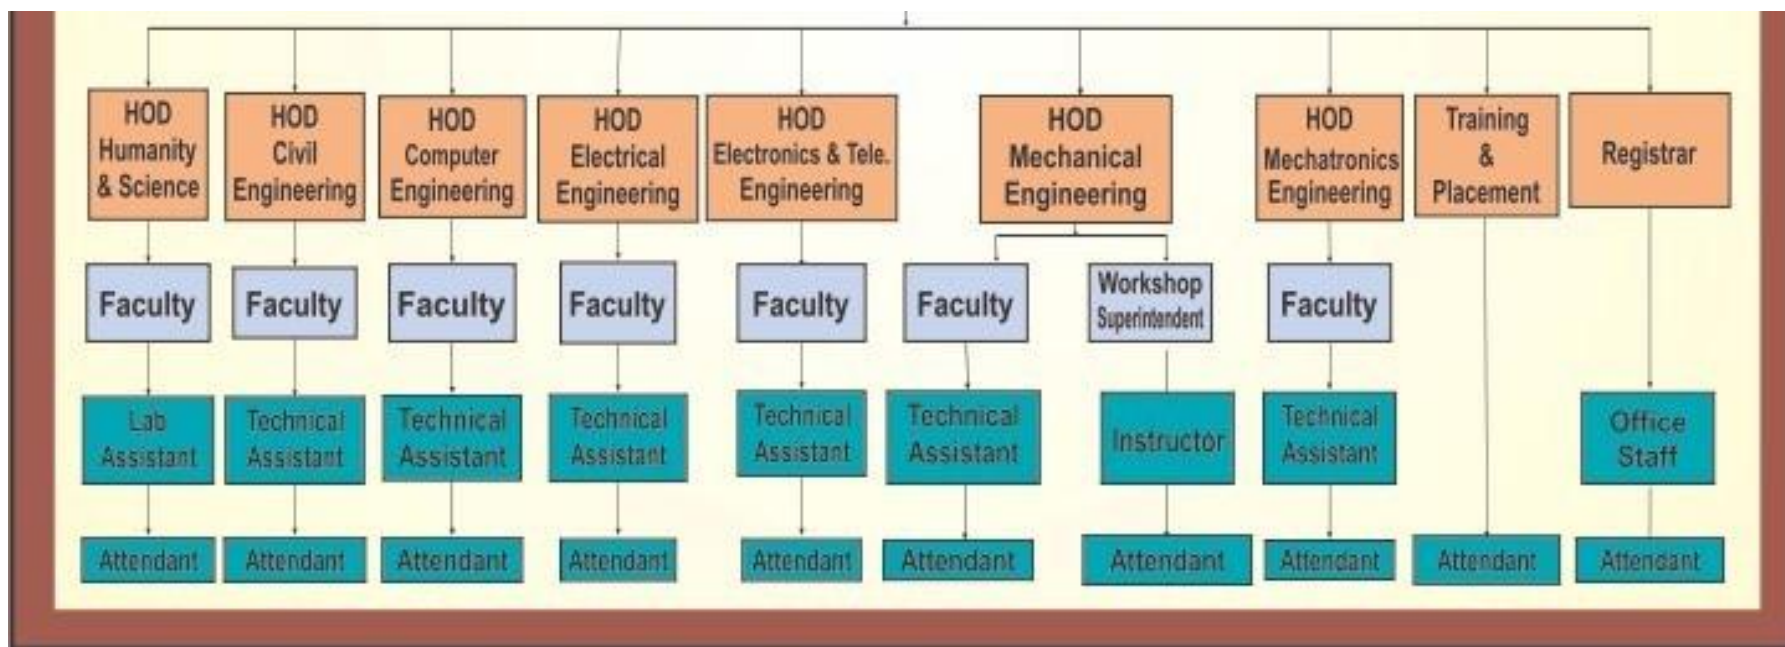 HOD
Humanity
& Science
HOD
Civil
Engineering
HOD
Computer
Engineering
HOD
Electrical
Engineering
HOD
Electronics & Tele.
Engineering
HOD
Mechanical
Engineering
HOD
Mechatronics
Engineering
Training
&
Placement
Registrar
Faculty
Faculty
Faculty
Faculty
Faculty
Faculty
Workshop
Superintendent
Faculty
Lab
Assistant
Technical
Assistant
Technical
Assistant
Technical
Assistant
Technical
Assistant
Technical
Assistant
Instructor
Technical
Assistant
Office
Staff
Attendant
Attendant
Attendant
Attendant
Attendant
Attendant
Attendant
Attendant
Attendant
Attendant